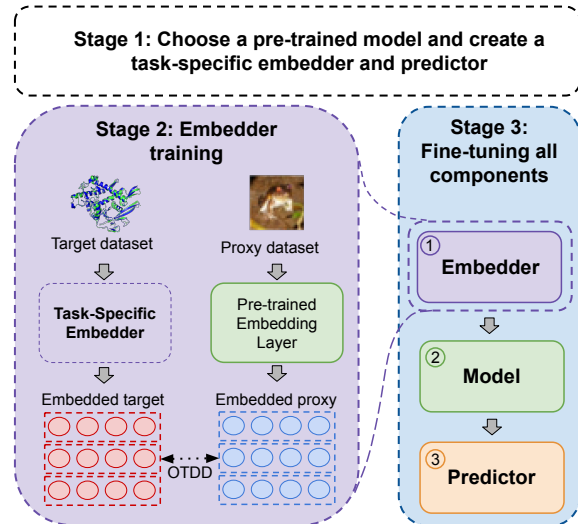 Stage 1: Choose a pre-trained model and create a
task-specific embedder and predictor
Stage 2: Embedder
training
Target dataset
Proxy dataset
Task-Specific
Embedder
Pre-trained
Embedding
Layer
Embedded target
Embedded proxy
OTDD
Stage 3:
Fine-tuning all
components
1
Embedder
2
Model
3
Predictor